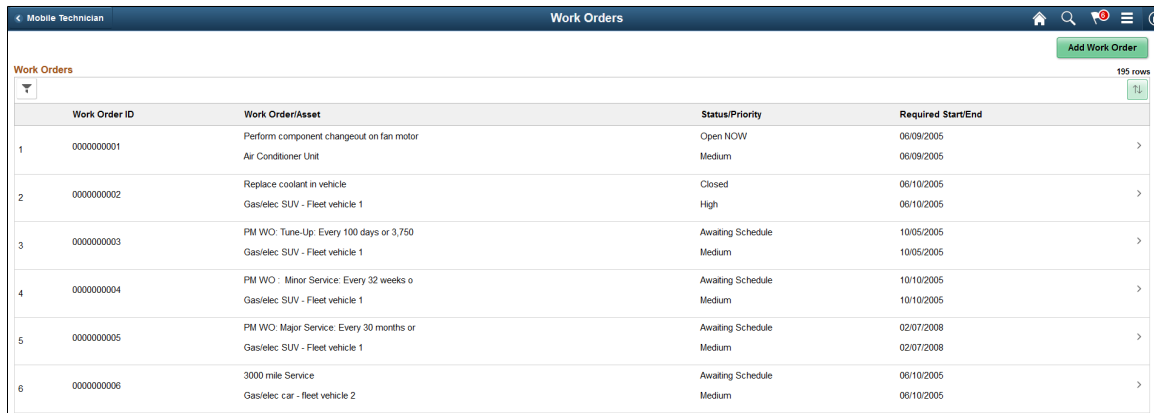 Mobile Technician
Work Orders
6
Add Work Order
Work Orders
195 rows
Work Order ID Work Order/Asset Status/Priority Required Start/End
1 0000000001 Perform component changeout on fan motor Open NOW 06/09/2005
Air Conditioner Unit Medium 06/09/2005
2 0000000002 Replace coolant in vehicle Closed 06/10/2005
Gas/elec SUV - Fleet vehicle 1 High 06/10/2005
3 0000000003 PM WO: Tune-Up: Every 100 days or 3,750 Awaiting Schedule 10/05/2005
Gas/elec SUV - Fleet vehicle 1 Medium 10/05/2005
4 0000000004 PM WO : Minor Service: Every 32 weeks o Awaiting Schedule 10/10/2005
Gas/elec SUV - Fleet vehicle 1 Medium 10/10/2005
5 0000000005 PM WO: Major Service: Every 30 months or Awaiting Schedule 02/07/2008
Gas/elec SUV - Fleet vehicle 1 Medium 02/07/2008
6 0000000006 3000 mile Service Awaiting Schedule 06/10/2005
Gas/elec car - fleet vehicle 2 Medium 06/10/2005